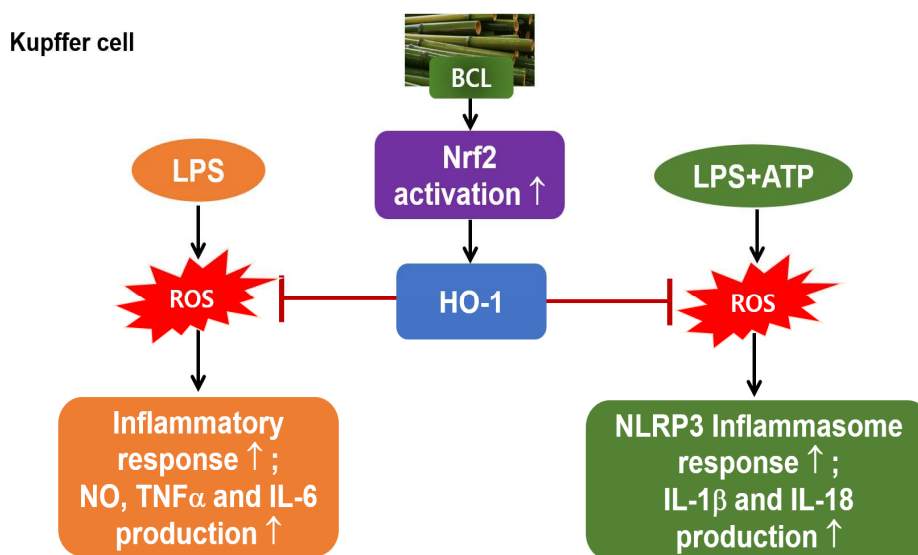 Kupffer cell
BCL
Nrf2
activation ↑
LPS
LPS+ATP
ROS
HO-1
ROS
Inflammatory
response ↑ ;
NO, TNFα and IL-6
production ↑
NLRP3 Inflammasome
response ↑ ;
IL-1β and IL-18
production ↑